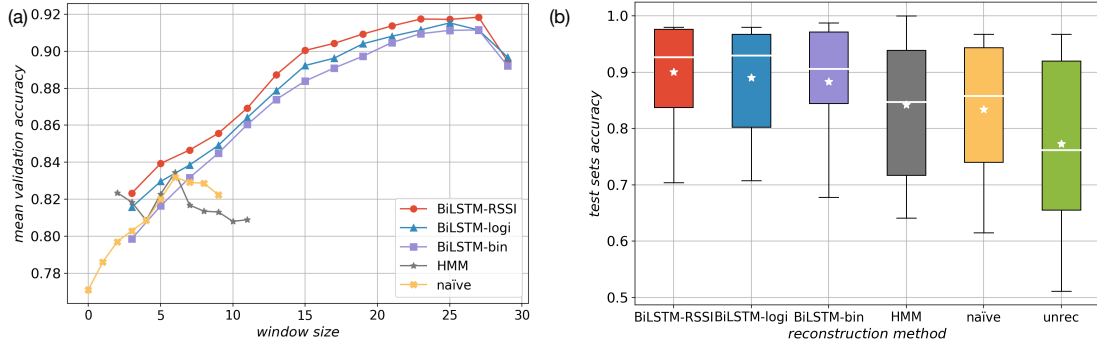 (a)
mean validation accuracy
0.92
0.90
0.88
0.86
0.84
0.82
0.80
0.78
0 5 10 15 20 25 30
window size
BiLSTM-RSSI
BiLSTM-logi
BiLSTM-bin
HMM
naïve
(b)
test sets accuracy
1.0
0.9
0.8
0.7
0.6
0.5
BiLSTM-RSSI BiLSTM-logi BiLSTM-bin HMM naïve unrec
reconstruction method